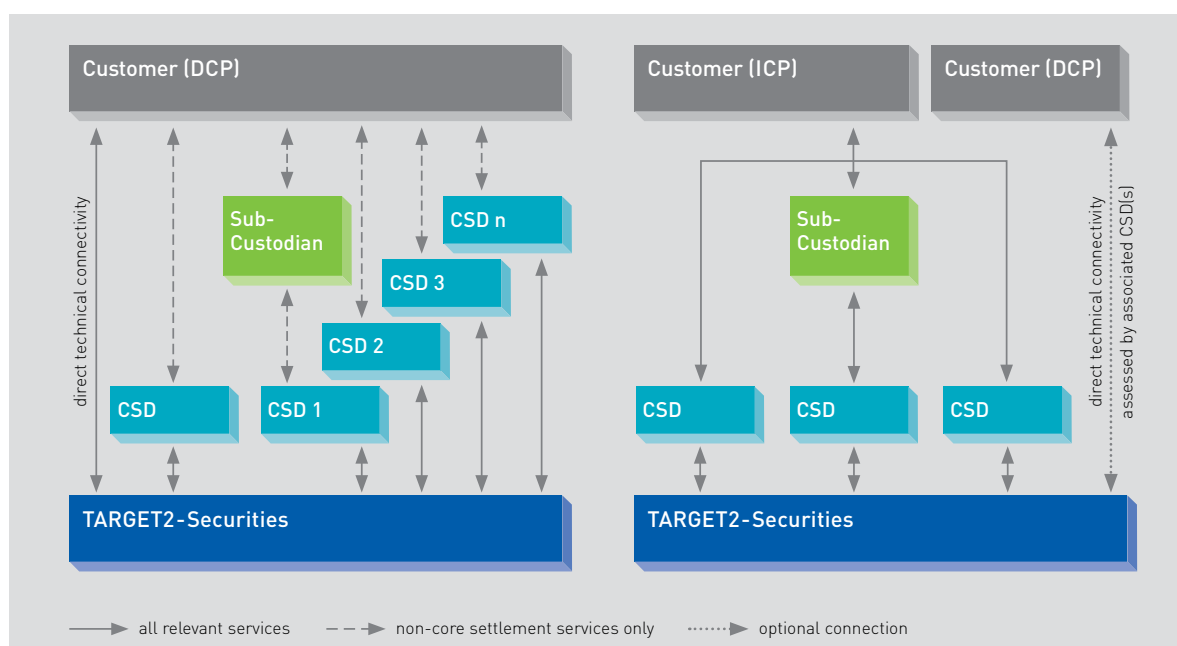 Customer (DCP)
Customer (ICP)
Customer (DCP)
direct technical connectivity
Sub-
Custodian
CSD n
CSD 3
CSD 2
CSD
CSD 1
TARGET2-Securities
Sub-
Custodian
direct technical connectivity
assessed by associated CSD(s)
CSD
CSD
CSD
TARGET2-Securities
all relevant services
non-core settlement services only
optional connection